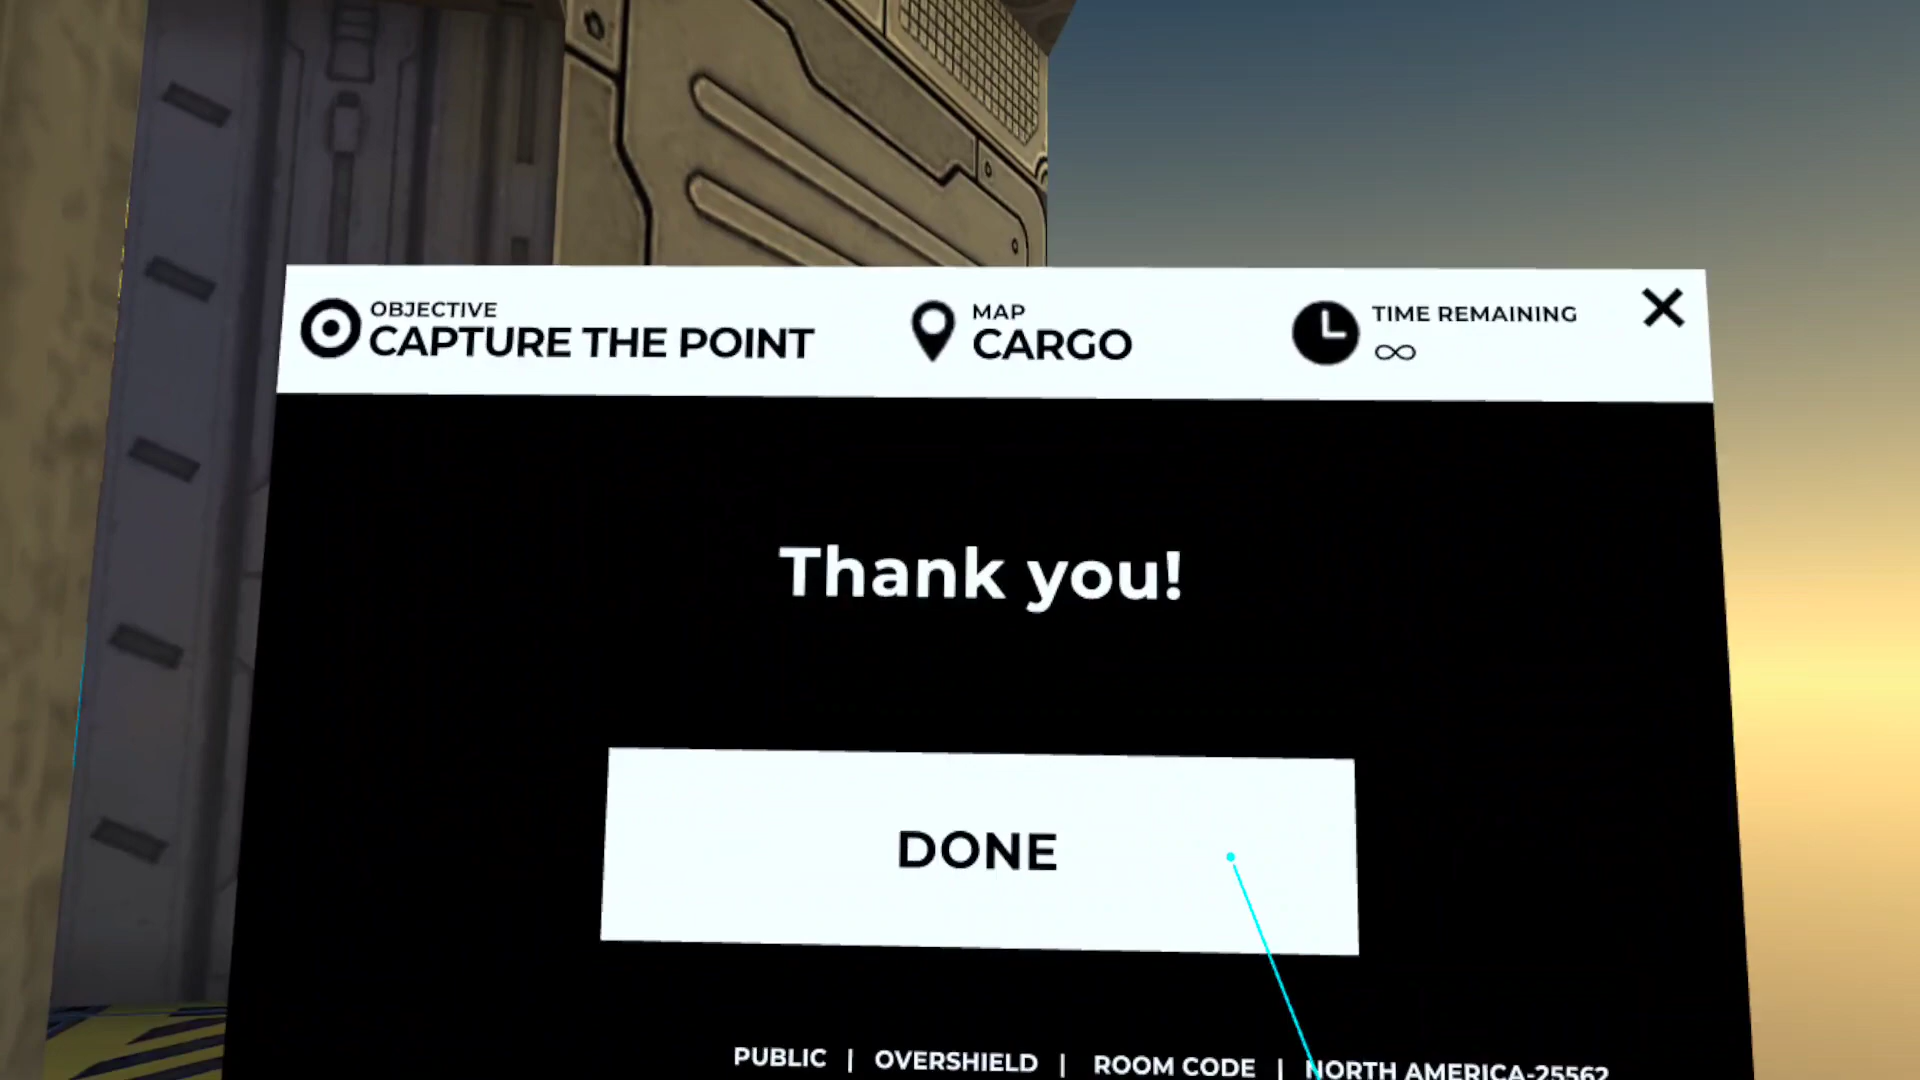 OBJECTIVE
CAPTURE THE POINT
MAP
CARGO
TIME REMAINING
∞
Thank you!
DONE
PUBLIC | OVERSHIELD | ROOM CODE | NORTH AMERICA-25562